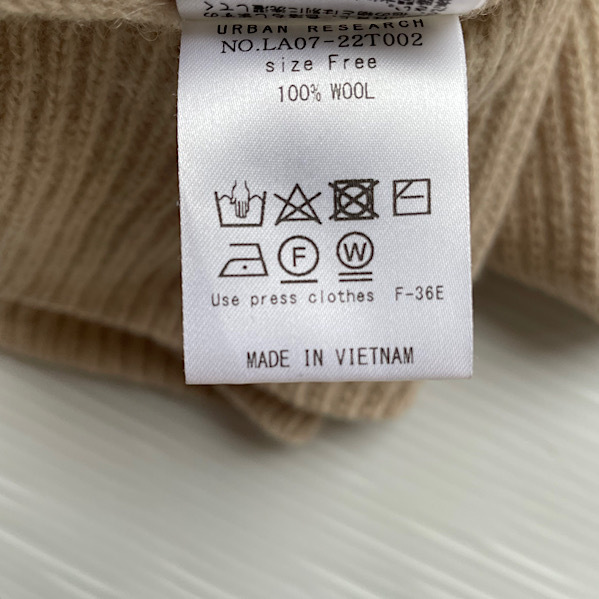 URBAN RESEARCH
NO.LA07-22T002
size Free
100% WOOL
F W
Use press clothes F-36E
MADE IN VIETNAM